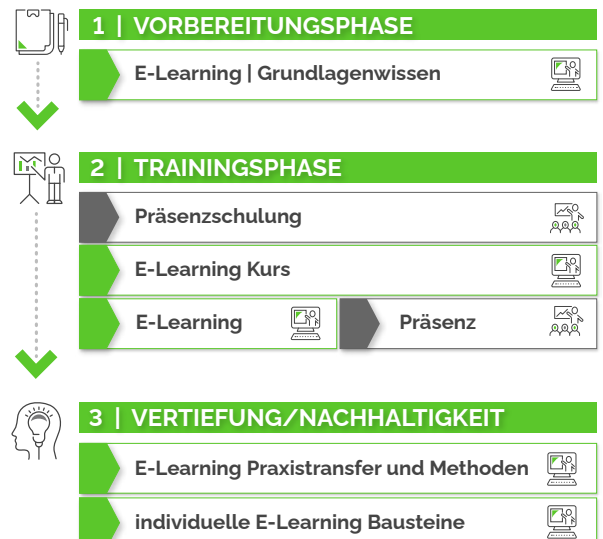 1 | VORBEREITUNGSPHASE
E-Learning | Grundlagenwissen
2 | TRAININGSPHASE
Präsenzschulung
E-Learning Kurs
E-Learning Präsenz
3 | VERTIEFUNG/NACHHALTIGKEIT
E-Learning Praxistransfer und Methoden
individuelle E-Learning Bausteine